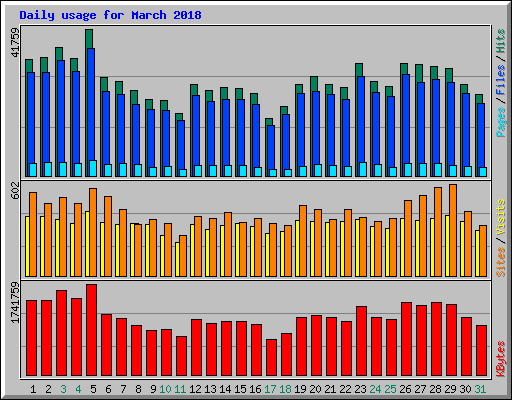 Daily usage for March 2018
41759
Pages / Files / Hits
602
Sites / Visits
1741759
KBytes
1 2 3 4 5 6 7 8 9 10 11 12 13 14 15 16 17 18 19 20 21 22 23 24 25 26 27 28 29 30 31